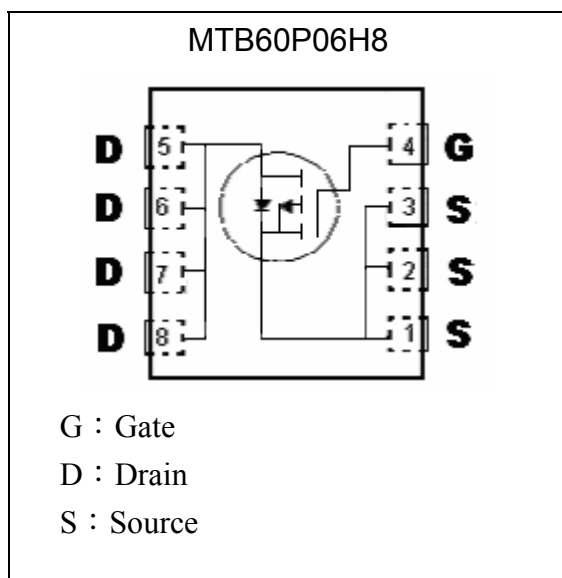 MTB60P06H8
D 5 4 G
D 6 3 S
D 7 2 S
D 8 1 S
G：Gate
D：Drain
S：Source